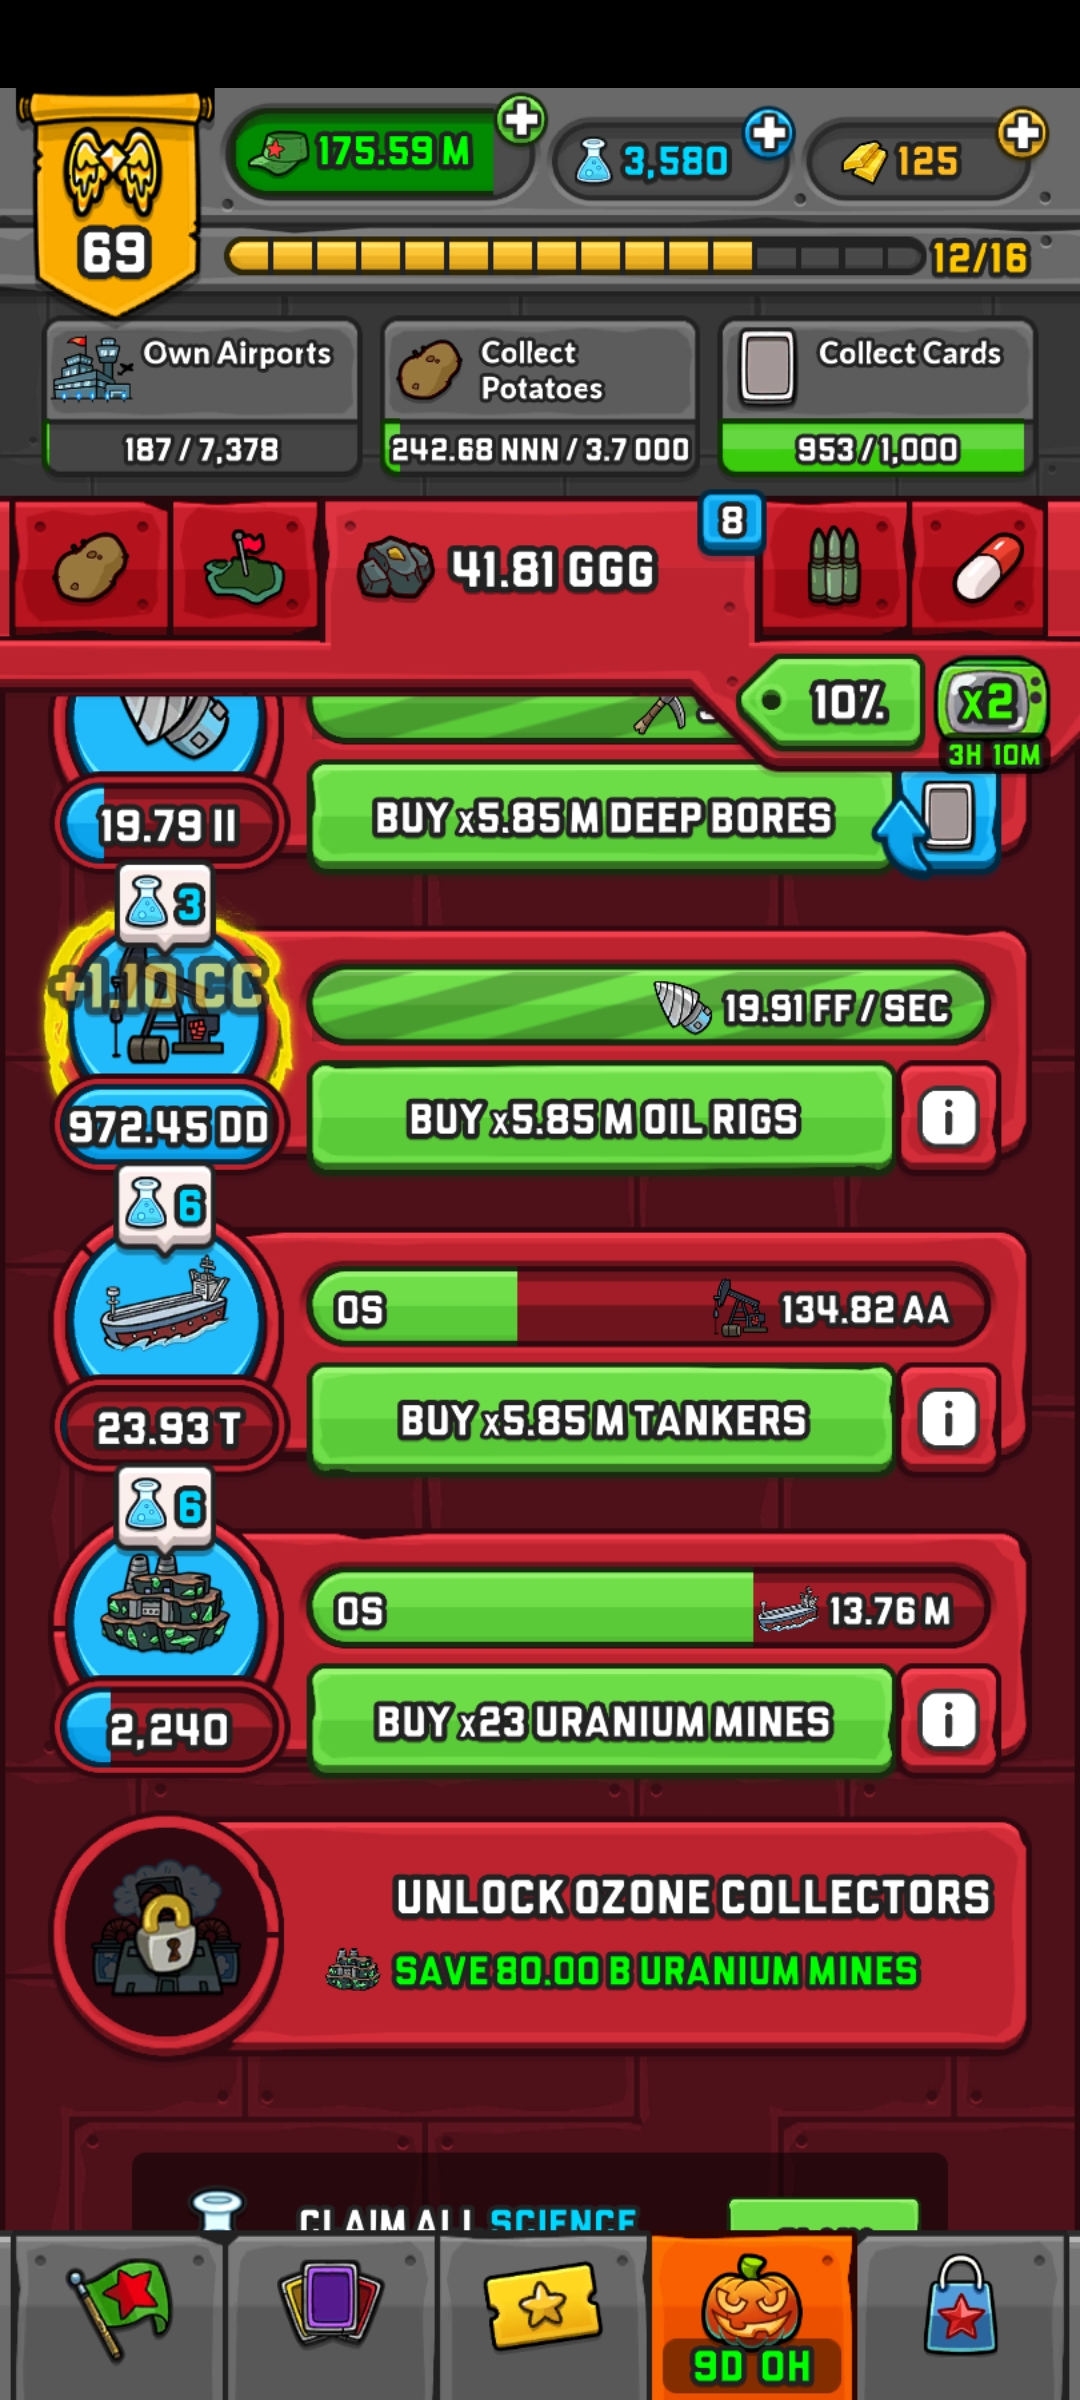 175.59 M
3,580
125
69
12/16
Own Airports
187 / 7,378
Collect
Potatoes
242.68 NNN / 3.7 OOO
Collect Cards
953 / 1,000
41.81 GGG
8
10%
x2
3H 10M
19.79 II
BUY x5.85 M DEEP BORES
3
+1.10 CC
19.91 FF / SEC
972.45 DD
BUY x5.85 M OIL RIGS
i
6
0S
134.82 AA
23.93 T
BUY x5.85 M TANKERS
i
6
0S
13.76 M
2,240
BUY x23 URANIUM MINES
i
UNLOCK OZONE COLLECTORS
SAVE 80.00 B URANIUM MINES
CLAIM ALL SCIENCE
9D 0H